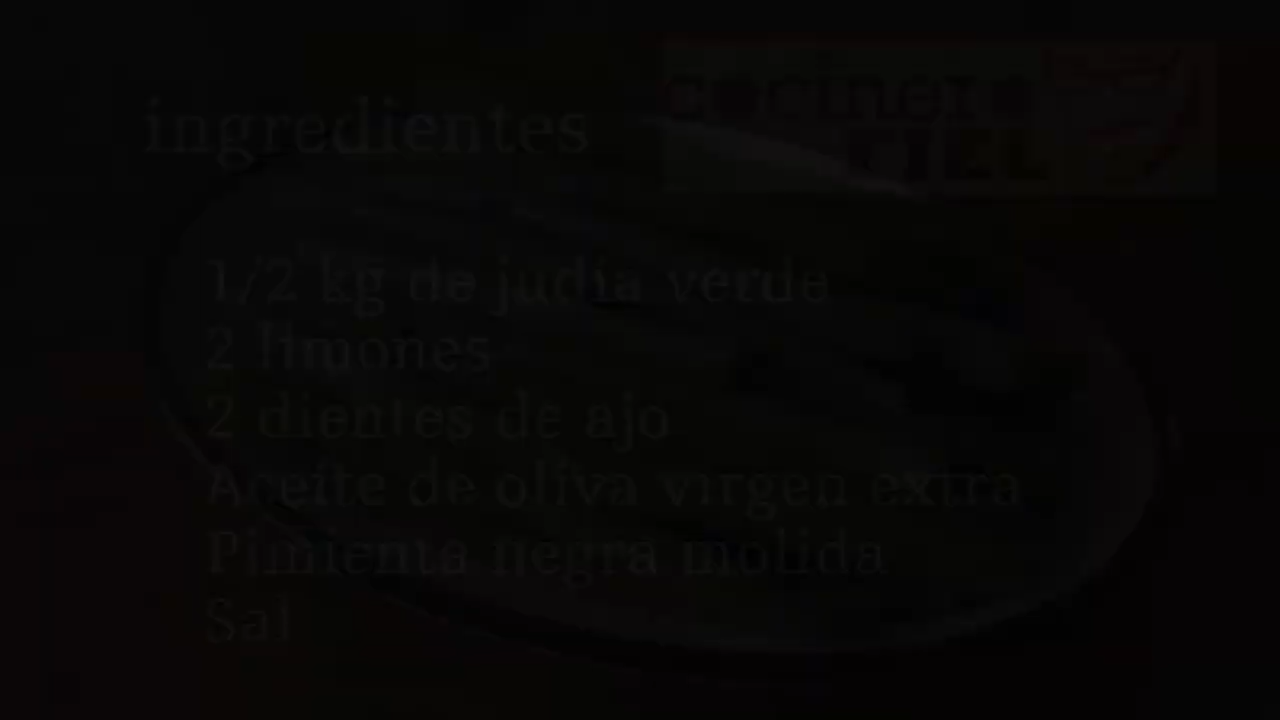 cocinero
ingredientes
1/2 kg de judía verde
2 limones
2 dientes de ajo
Aceite de oliva virgen extra
Pimienta negra molida
Sal